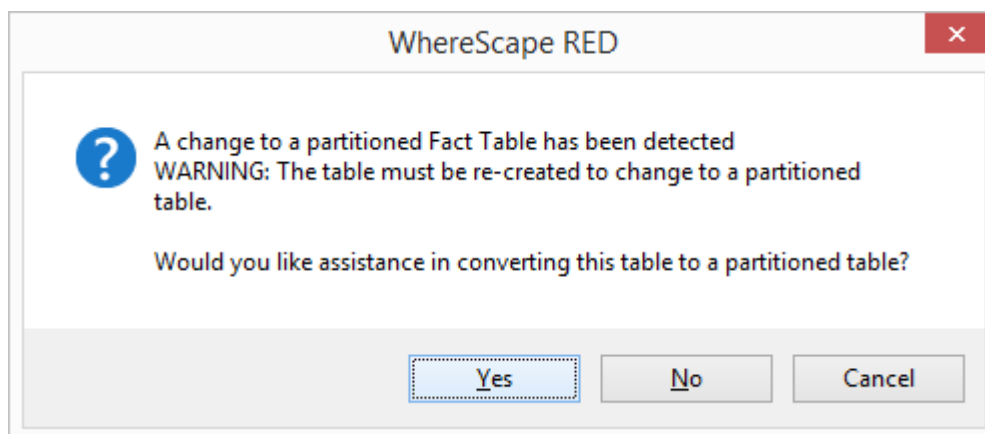 WhereScape RED
A change to a partitioned Fact Table has been detected
WARNING: The table must be re-created to change to a partitioned
table.
Would you like assistance in converting this table to a partitioned table?
Yes
No
Cancel